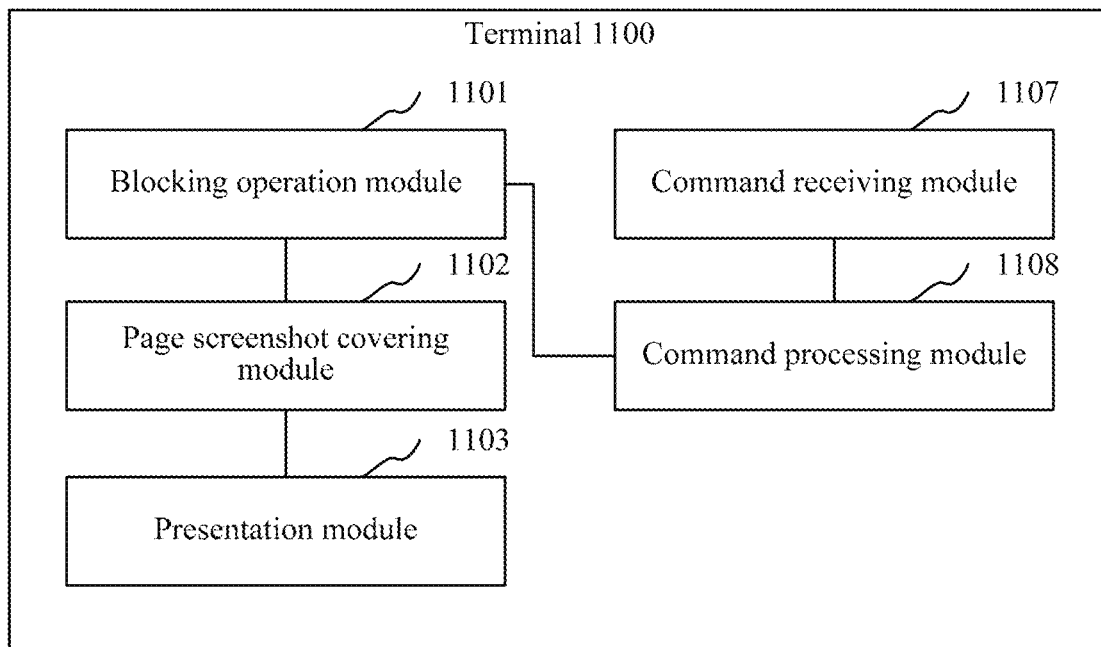 Terminal 1100
1101
Blocking operation module
1102
Page screenshot covering
module
1103
Presentation module
1107
Command receiving module
1108
Command processing module